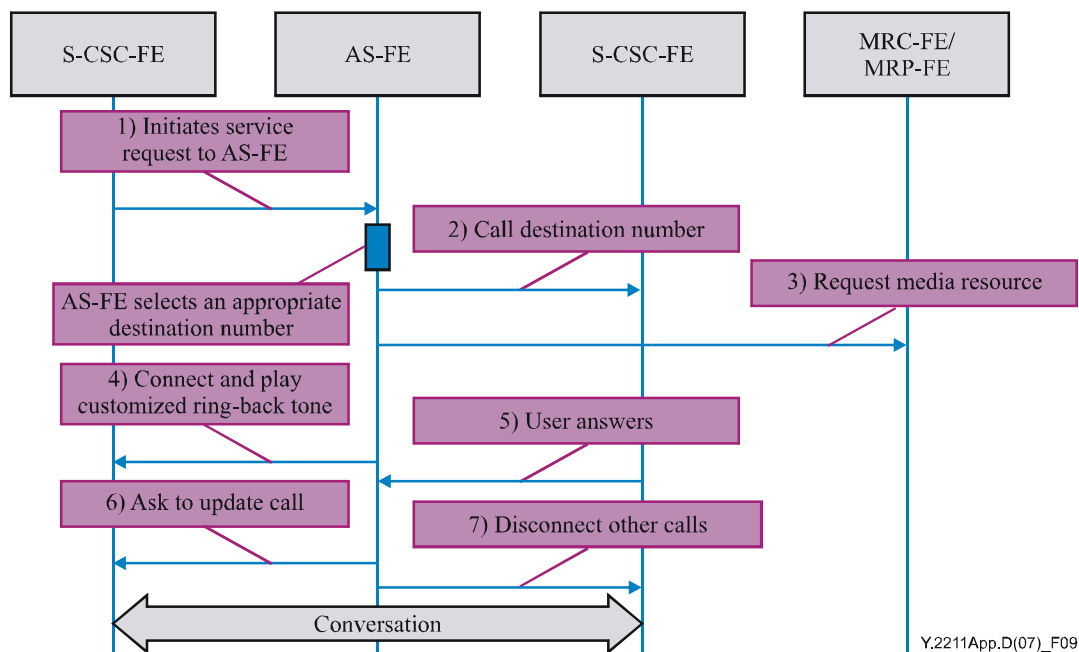 S-CSC-FE
AS-FE
S-CSC-FE
MRC-FE/
MRP-FE
1) Initiates service
request to AS-FE
2) Call destination number
3) Request media resource
AS-FE selects an appropriate
destination number
4) Connect and play
customized ring-back tone
5) User answers
6) Ask to update call
7) Disconnect other calls
Conversation
Y.2211App.D(07)_F09